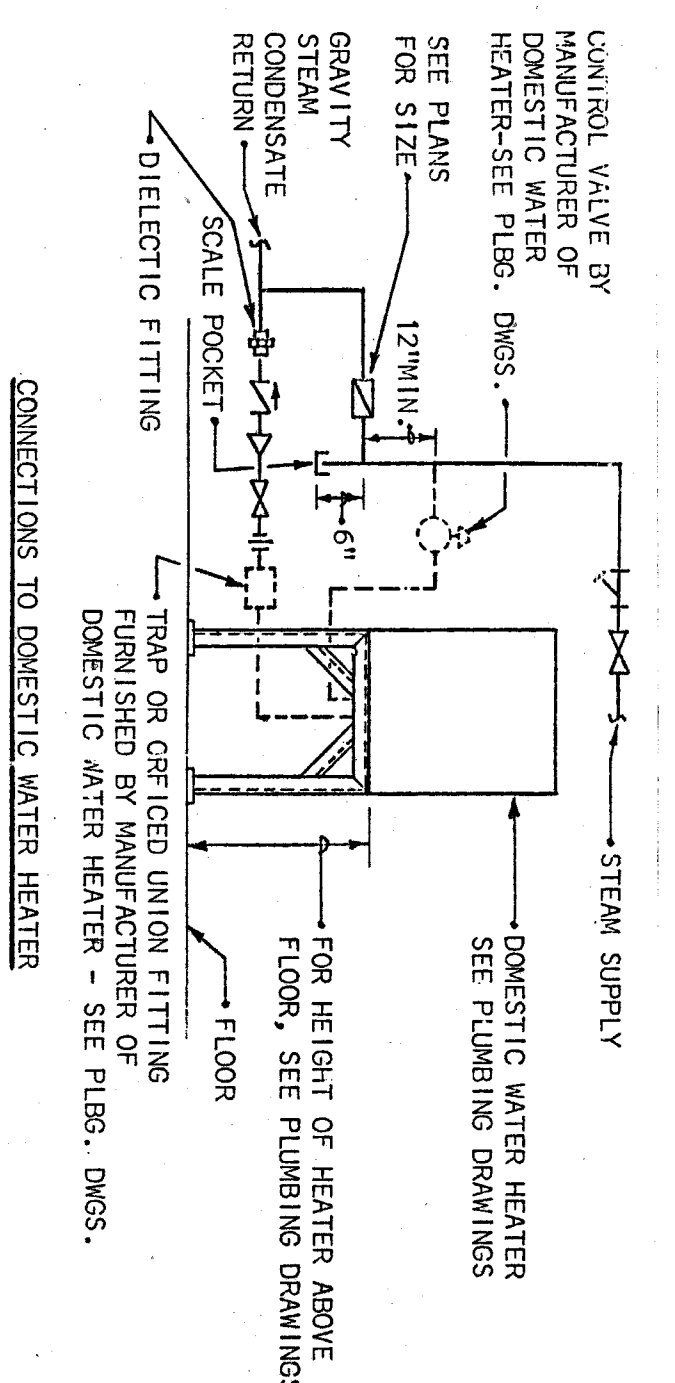 CONTROL VALVE BY
MANUFACTURER OF
DOMESTIC WATER
HEATER-SEE PLBG. DWGS.
SEE PLANS
FOR SIZE
GRAVITY
STEAM
CONDENSATE
RETURN
SCALE POCKET
DIELECTIC FITTING
12"MIN.
6"
STEAM SUPPLY
DOMESTIC WATER HEATER
SEE PLUMBING DRAWINGS
FOR HEIGHT OF HEATER ABOVE
FLOOR, SEE PLUMBING DRAWINGS
FLOOR
TRAP OR ORFICED UNION FITTING
FURNISHED BY MANUFACTURER OF
DOMESTIC WATER HEATER - SEE PLBG. DWGS.
CONNECTIONS TO DOMESTIC WATER HEATER